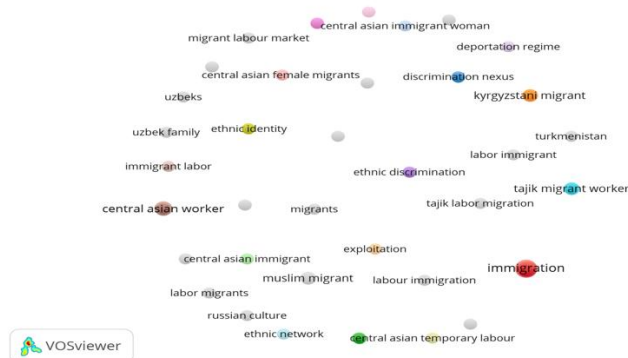 central asian immigrant woman
migrant labour market
deportation regime
central asian female migrants
discrimination nexus
kyrgyzstani migrant
uzbeks
uzbek family
ethnic identity
turkmenistan
labor immigrant
immigrant labor
ethnic discrimination
tajik migrant worker
central asian worker
migrants
tajik labor migration
exploitation
central asian immigrant
immigration
muslim migrant
labour immigration
labor migrants
russian culture
ethnic network
central asian temporary labour
VOSviewer